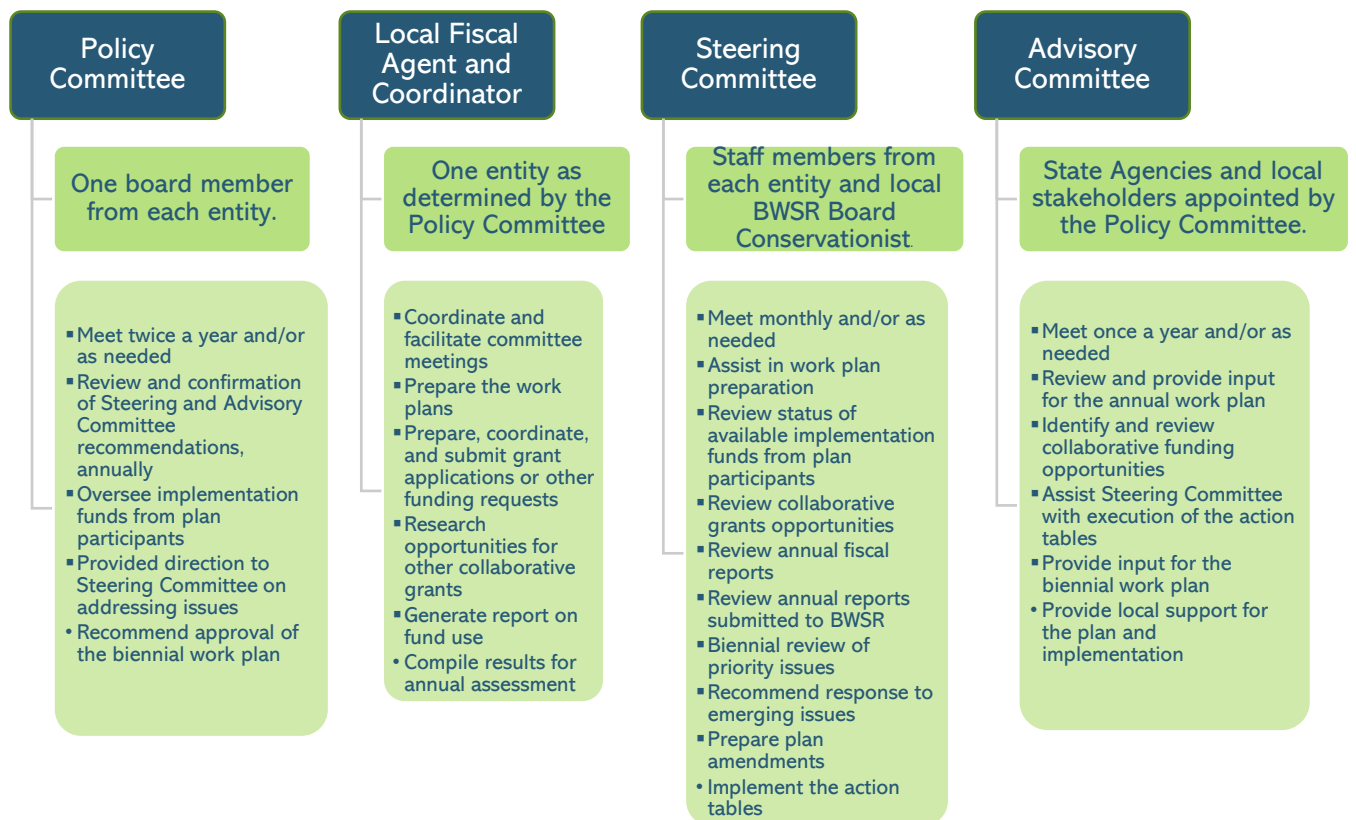 Policy
Committee
One board member
from each entity.
▪Meet twice a year and/or
as needed
▪Review and confirmation
of Steering and Advisory
Committee
recommendations,
annually
▪Oversee implementation
funds from plan
participants
▪Provided direction to
Steering Committee on
addressing issues
•Recommend approval of
the biennial work plan
Local Fiscal
Agent and
Coordinator
One entity as
determined by the
Policy Committee
▪Coordinate and
facilitate committee
meetings
▪Prepare the work
plans
▪Prepare, coordinate,
and submit grant
applications or other
funding requests
▪Research
opportunities for
other collaborative
grants
▪Generate report on
fund use
•Compile results for
annual assessment
Steering
Committee
Staff members from
each entity and local
BWSR Board
Conservationist.
▪Meet monthly and/or as
needed
▪Assist in work plan
preparation
▪Review status of
available implementation
funds from plan
participants
▪Review collaborative
grants opportunities
▪Review annual fiscal
reports
▪Review annual reports
submitted to BWSR
▪Biennial review of
priority issues
▪Recommend response to
emerging issues
▪Prepare plan
amendments
•Implement the action
tables
Advisory
Committee
State Agencies and local
stakeholders appointed by
the Policy Committee.
▪Meet once a year and/or as
needed
▪Review and provide input
for the annual work plan
▪Identify and review
collaborative funding
opportunities
▪Assist Steering Committee
with execution of the action
tables
▪Provide input for the
biennial work plan
•Provide local support for
the plan and
implementation